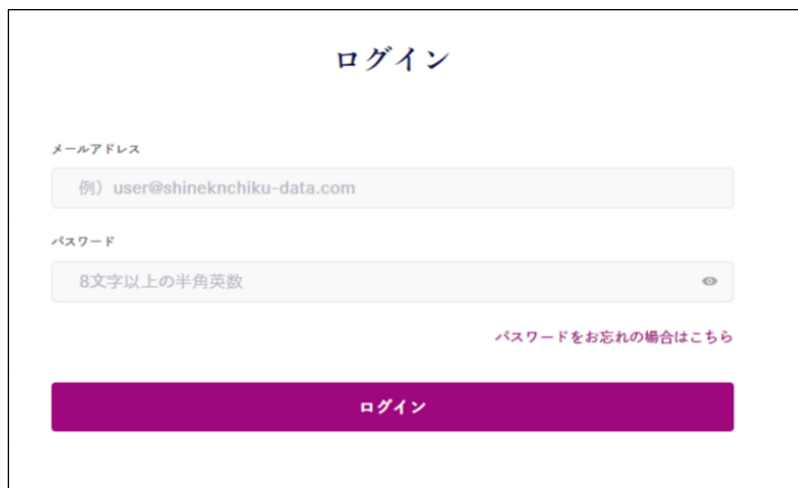 ログイン
メールアドレス
例）user@shineknchiku-data.com
パスワード
8文字以上の半角英数
パスワードをお忘れの場合はこちら
ログイン